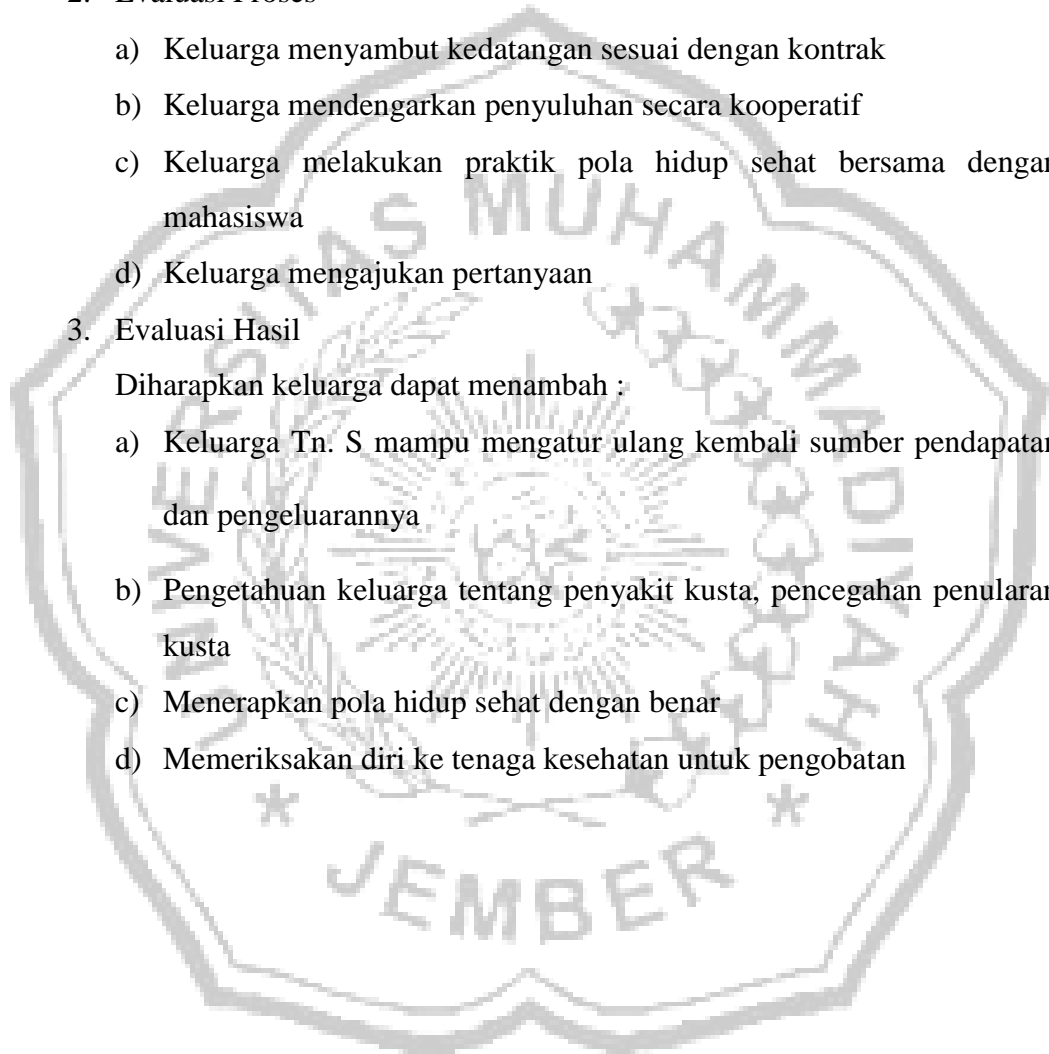 2. Evaluasi Proses
a) Keluarga menyambut kedatangan sesuai dengan kontrak
b) Keluarga mendengarkan penyuluhan secara kooperatif
c) Keluarga melakukan praktik pola hidup sehat bersama dengan
mahasiswa
d) Keluarga mengajukan pertanyaan
3. Evaluasi Hasil
Diharapkan keluarga dapat menambah :
a) Keluarga Tn. S mampu mengatur ulang kembali sumber pendapatan
dan pengeluarannya
b) Pengetahuan keluarga tentang penyakit kusta, pencegahan penularan
kusta
c) Menerapkan pola hidup sehat dengan benar
d) Memeriksakan diri ke tenaga kesehatan untuk pengobatan
UNIVERSITAS MUHAMMADIYAH
JEMBER